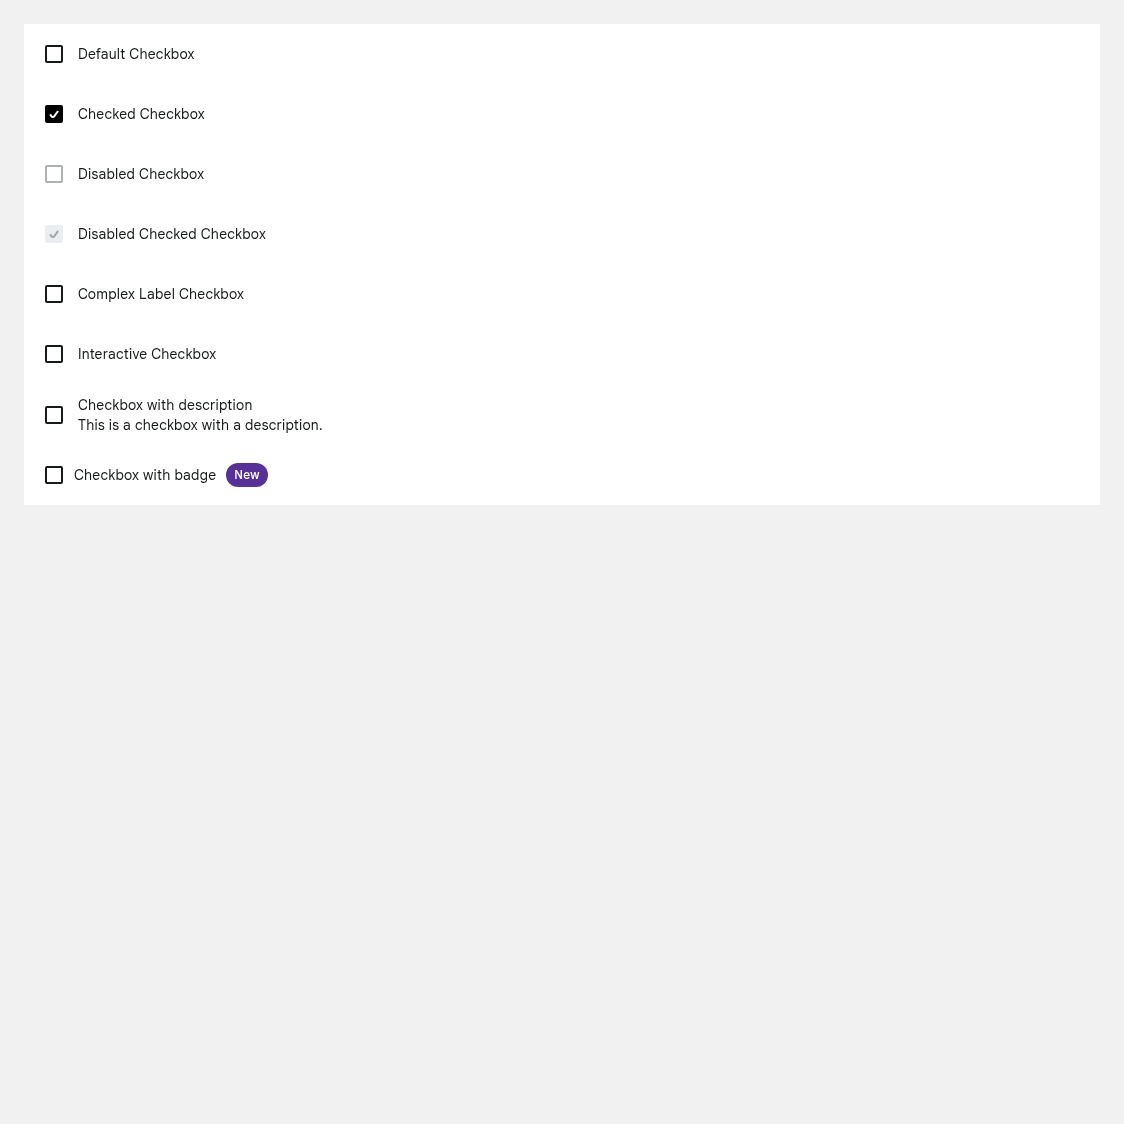 Default Checkbox
Checked Checkbox
Disabled Checkbox
Disabled Checked Checkbox
Complex Label Checkbox
Interactive Checkbox
Checkbox with description
This is a checkbox with a description.
Checkbox with badge New